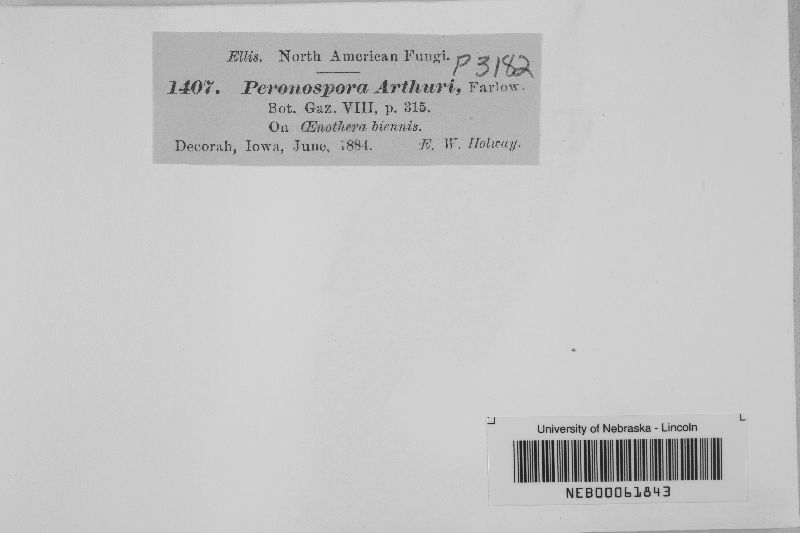 Ellis. North American Fungi.
P 3182
1407. Peronospora Arthuri, Farlow.
Bot. Gaz. VIII, p. 315.
On Œnothera biennis.
Decorah, Iowa, June, 1884. E. W. Holway.
University of Nebraska - Lincoln
NEB00061843